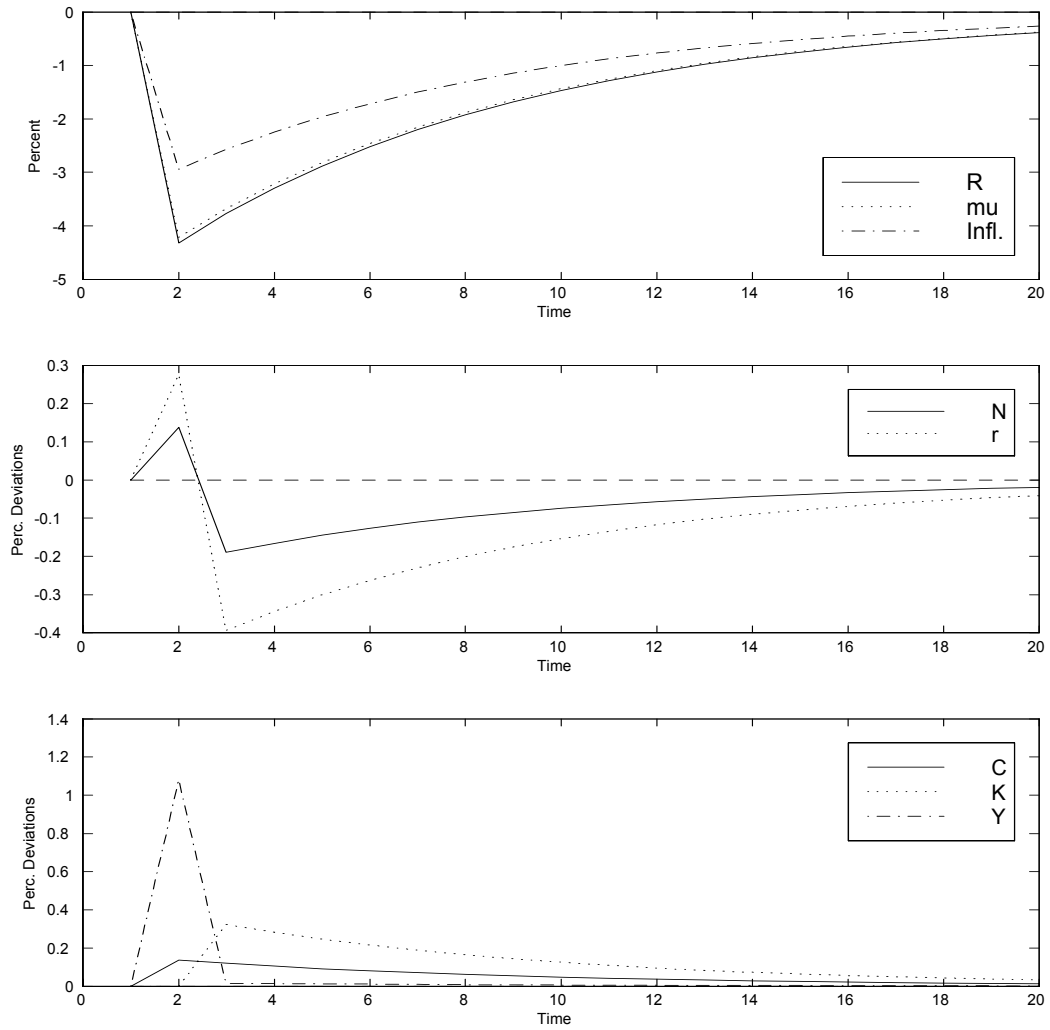 0
-1
-2
-3
-4
-5
Percent
R
mu
Infl.
0 2 4 6 8 10 12 14 16 18 20
Time
0.3
0.2
0.1
0
-0.1
-0.2
-0.3
-0.4
Perc. Deviations
N
r
0 2 4 6 8 10 12 14 16 18 20
Time
1.4
1.2
1
0.8
0.6
0.4
0.2
0
Perc. Deviations
C
K
Y
0 2 4 6 8 10 12 14 16 18 20
Time